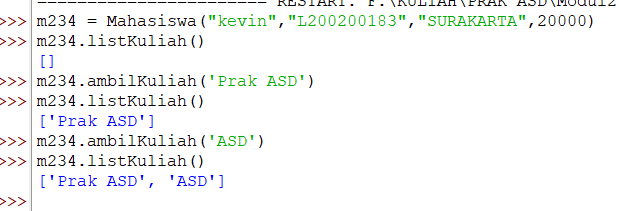 ======================= RESTART: F:\KULIAH\PRAK ASD\Modul2
>>> m234 = Mahasiswa("kevin","L200200183","SURAKARTA",20000)
>>> m234.listKuliah()
[]
>>> m234.ambilKuliah('Prak ASD')
>>> m234.listKuliah()
['Prak ASD']
>>> m234.ambilKuliah('ASD')
>>> m234.listKuliah()
['Prak ASD', 'ASD']
>>>